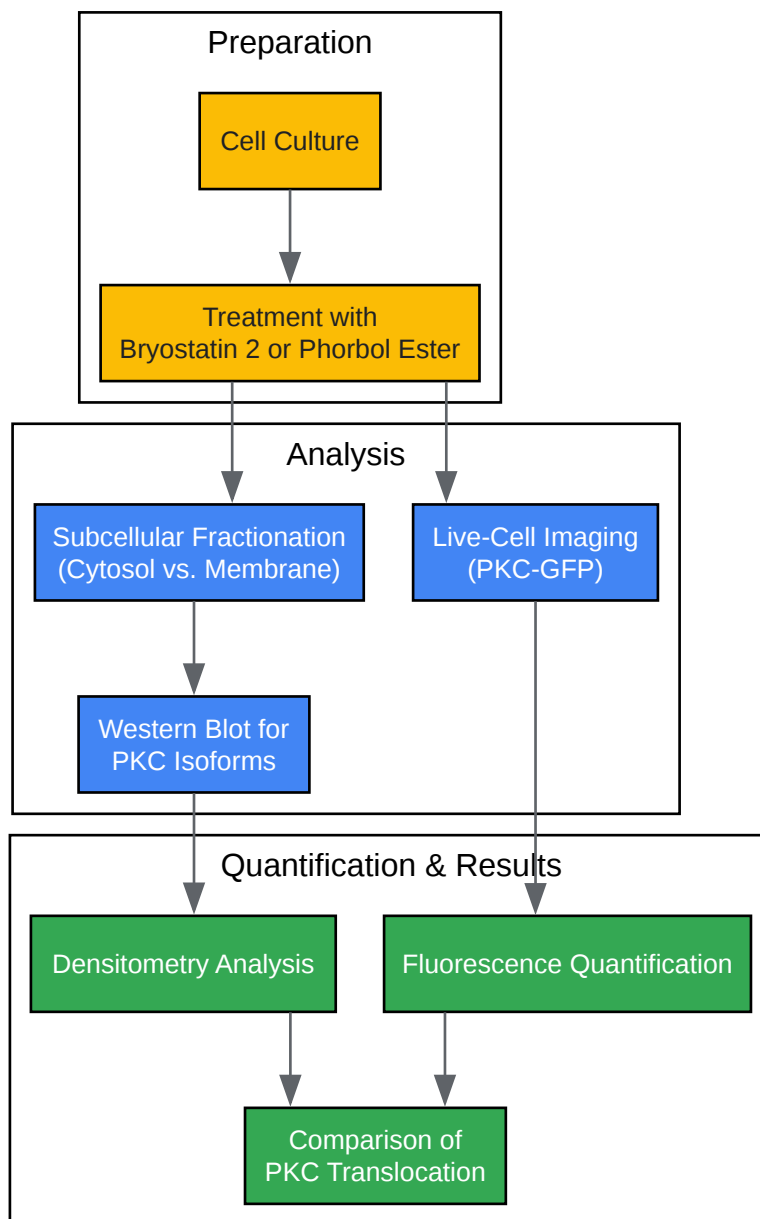 Preparation
Cell Culture
Treatment with
Bryostatin 2 or Phorbol Ester
Analysis
Subcellular Fractionation
(Cytosol vs. Membrane)
Live-Cell Imaging
(PKC-GFP)
Western Blot for
PKC Isoforms
Quantification & Results
Densitometry Analysis
Fluorescence Quantification
Comparison of
PKC Translocation